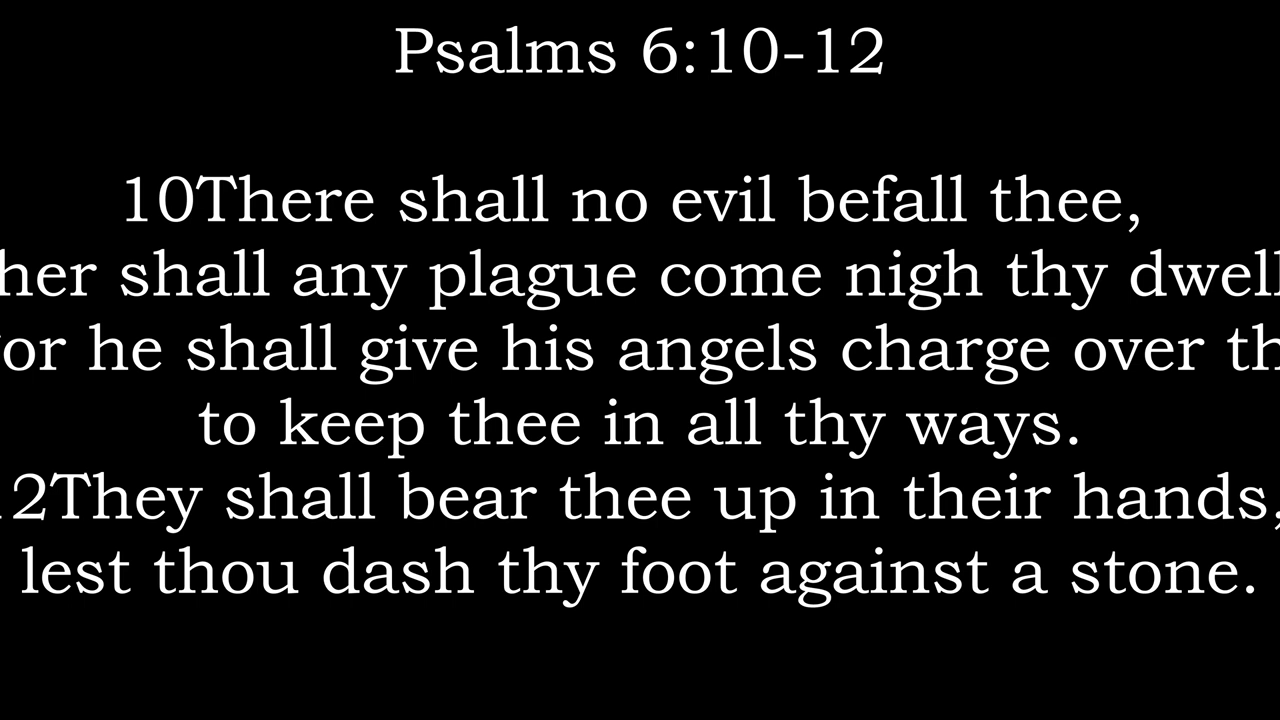 Psalms 6:10-12
10There shall no evil befall thee,
her shall any plague come nigh thy dwell
or he shall give his angels charge over th
to keep thee in all thy ways.
2They shall bear thee up in their hands,
lest thou dash thy foot against a stone.